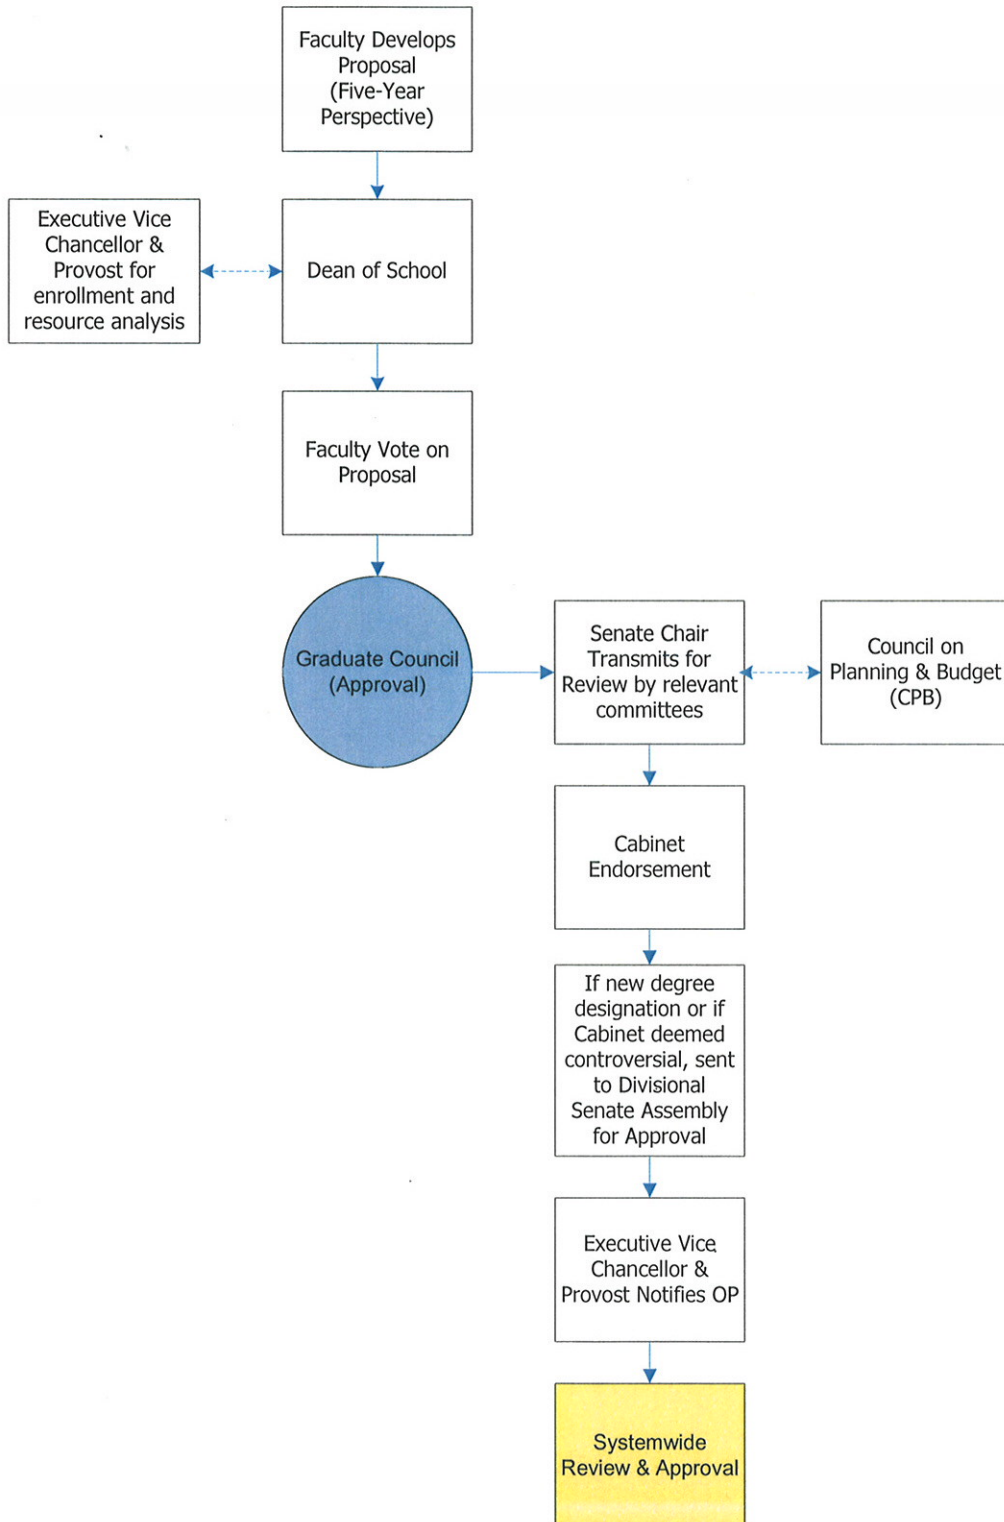 Faculty Develops
Proposal
(Five-Year
Perspective)
Executive Vice
Chancellor &
Provost for
enrollment and
resource analysis
Dean of School
Faculty Vote on
Proposal
Graduate Council
(Approval)
Senate Chair
Transmits for
Review by relevant
committees
Council on
Planning & Budget
(CPB)
Cabinet
Endorsement
If new degree
designation or if
Cabinet deemed
controversial, sent
to Divisional
Senate Assembly
for Approval
Executive Vice
Chancellor &
Provost Notifies OP
Systemwide
Review & Approval